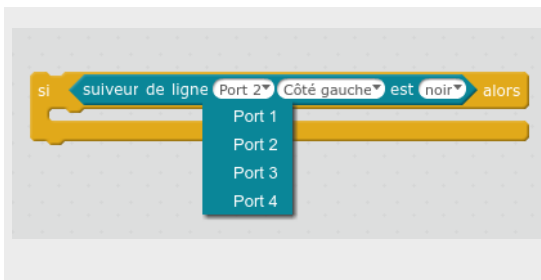 si suiveur de ligne Port 2 Côté gauche est noir alors
Port 1
Port 2
Port 3
Port 4